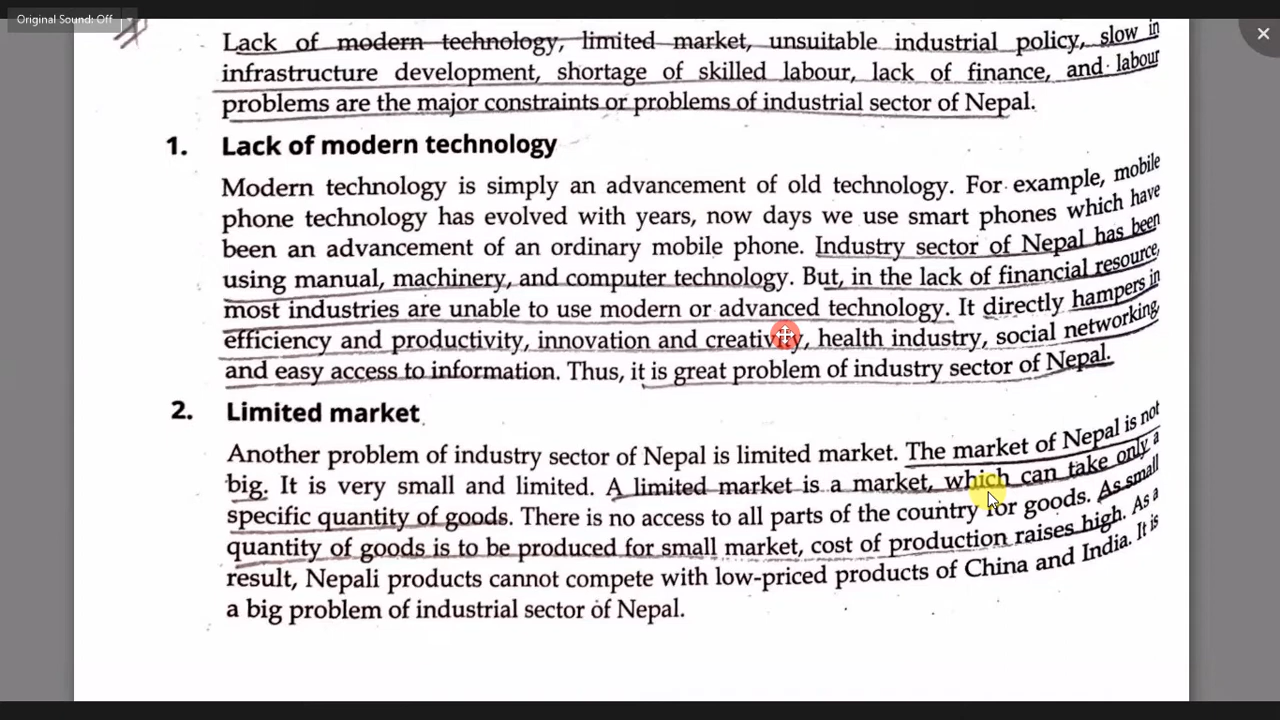 Original Sound: Off
Lack of modern technology, limited market, unsuitable industrial policy, slow in
infrastructure development, shortage of skilled labour, lack of finance, and labour
problems are the major constraints or problems of industrial sector of Nepal.
1. Lack of modern technology
Modern technology is simply an advancement of old technology. For example, mobile
phone technology has evolved with years, now days we use smart phones which have
been an advancement of an ordinary mobile phone. Industry sector of Nepal has been
using manual, machinery, and computer technology. But, in the lack of financial resource,
most industries are unable to use modern or advanced technology. It directly hampers in
efficiency and productivity, innovation and creativity, health industry, social networking,
and easy access to information. Thus, it is great problem of industry sector of Nepal.
2. Limited market
Another problem of industry sector of Nepal is limited market. The market of Nepal is not
big. It is very small and limited. A limited market is a market, which can take only a
specific quantity of goods. There is no access to all parts of the country for goods. As small
quantity of goods is to be produced for small market, cost of production raises high. As a
result, Nepali products cannot compete with low-priced products of China and India. It is
a big problem of industrial sector of Nepal.